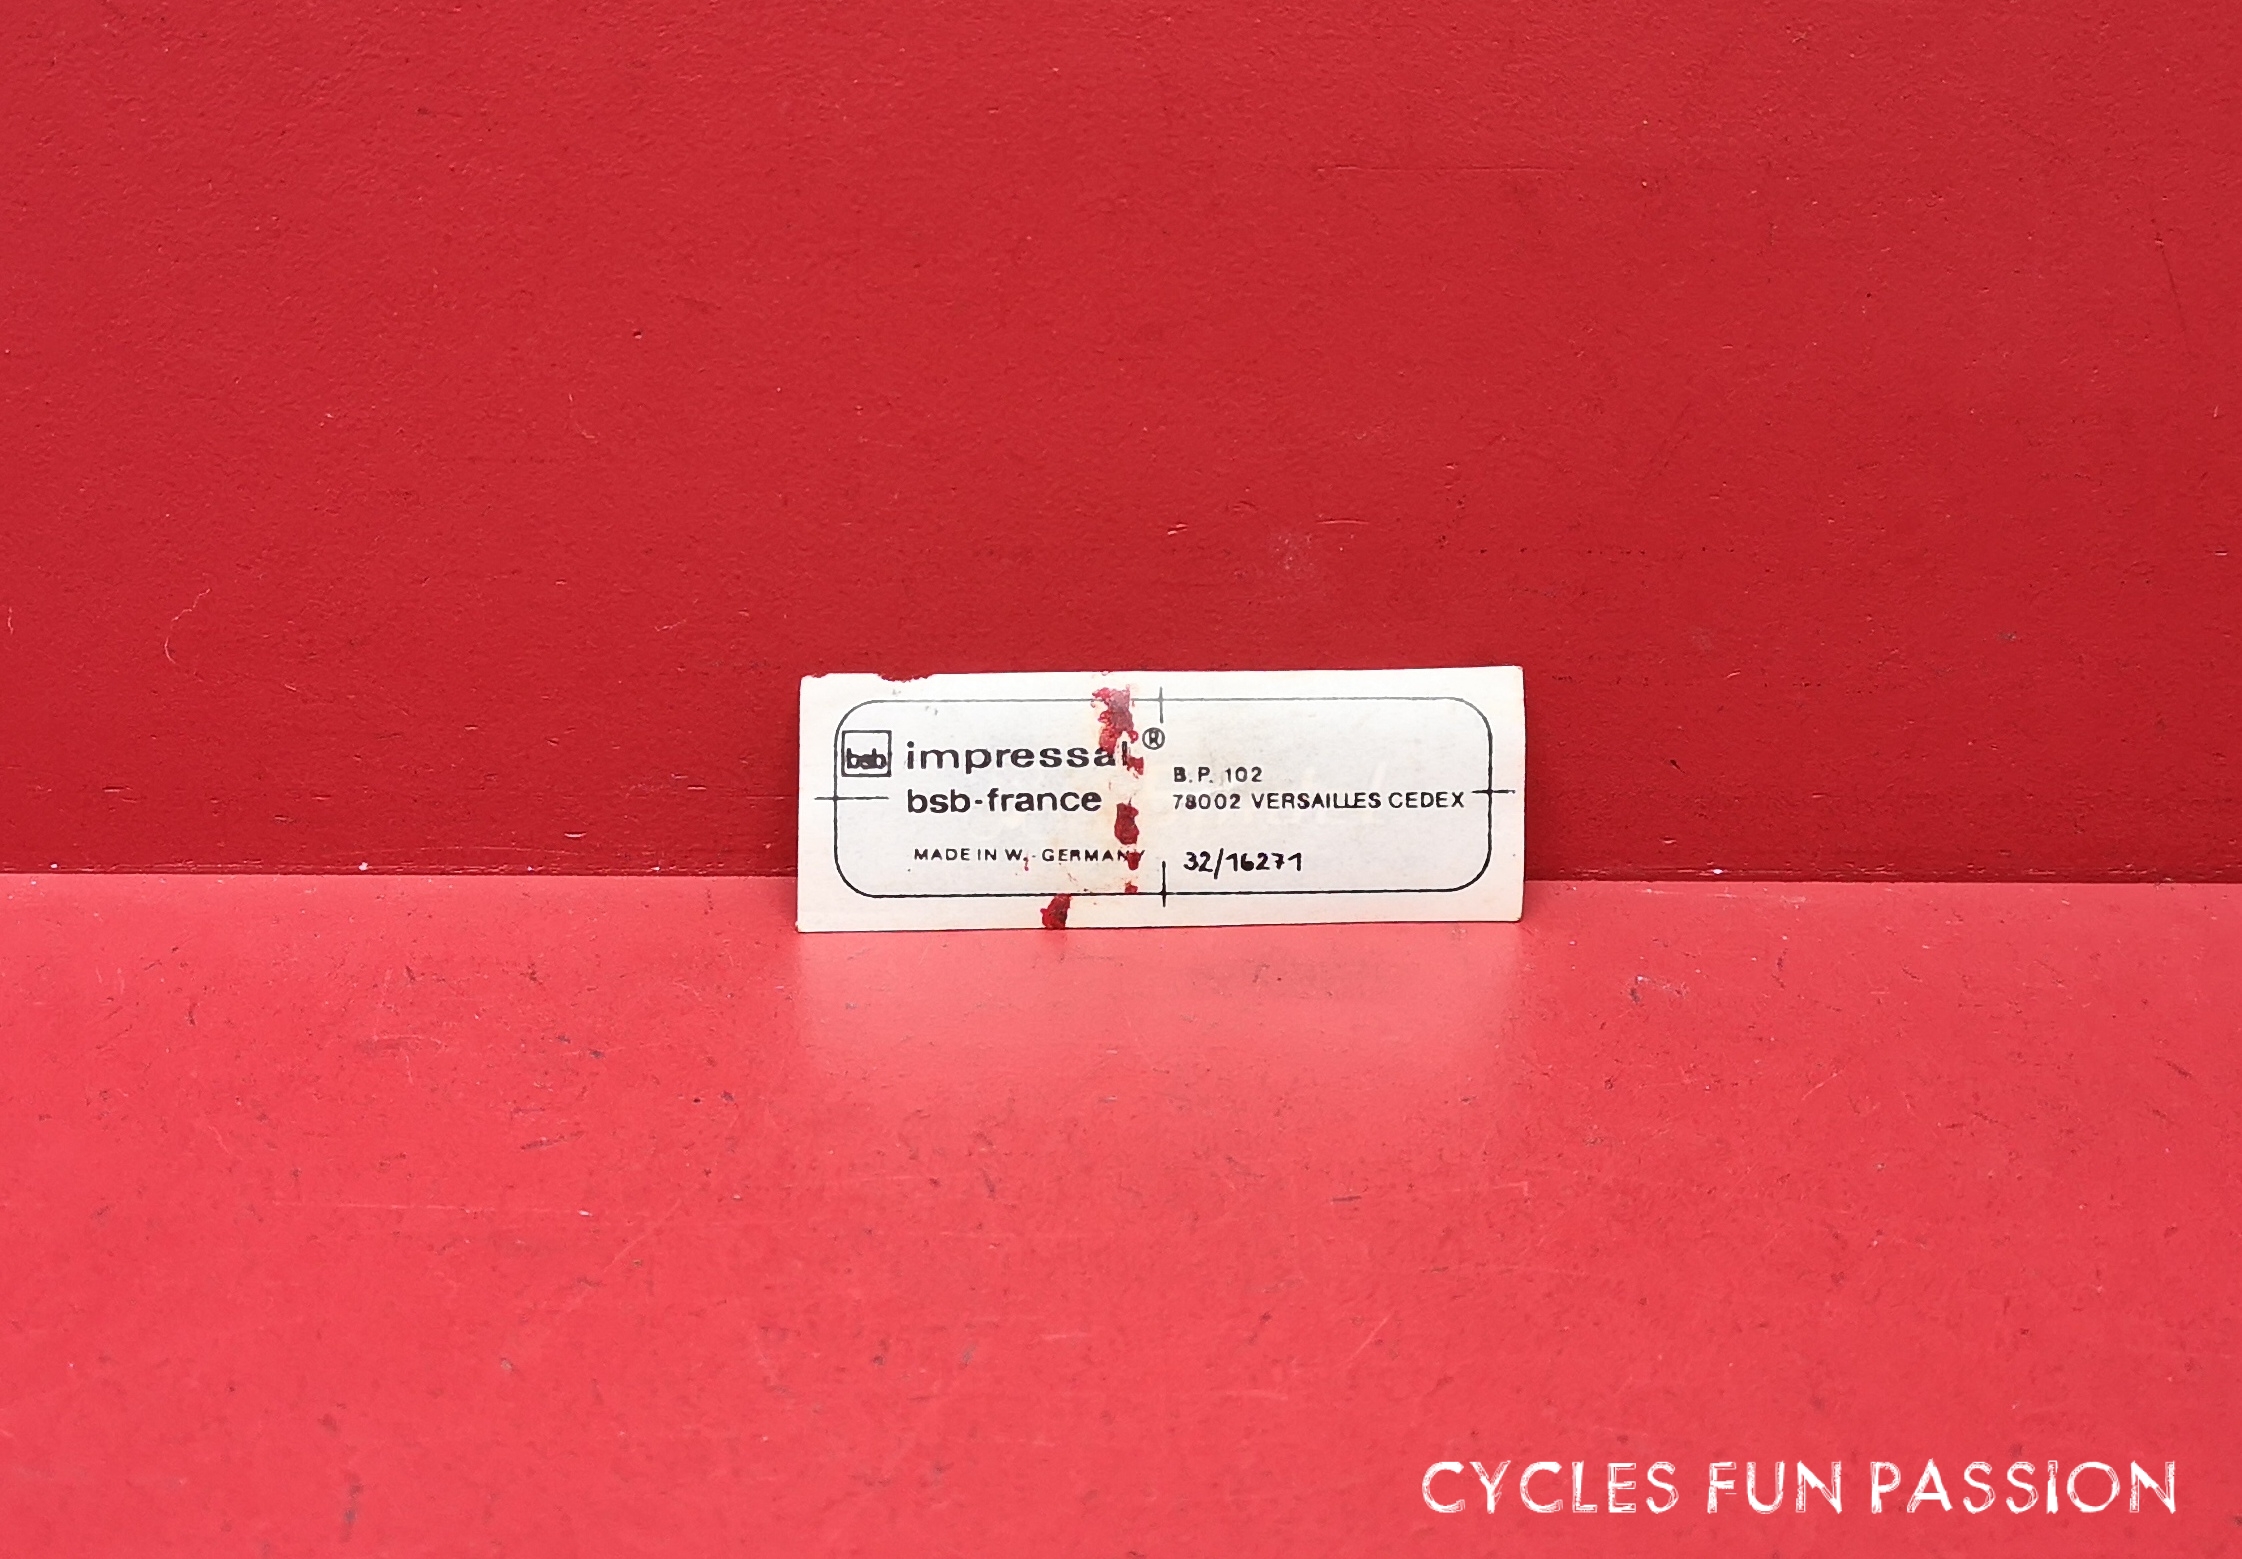 bsb impressal®
bsb-france
MADE IN W.-GERMANY
B.P. 102
78002 VERSAILLES CEDEX
32/16271
CYCLES FUN PASSION